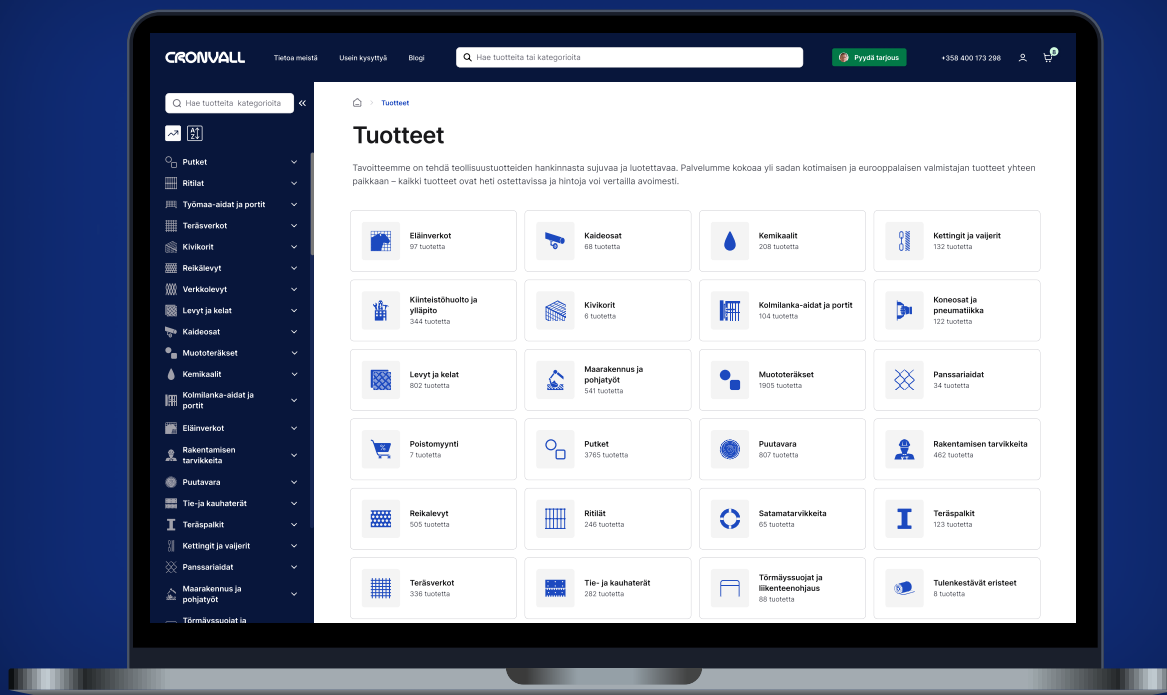 CRONVALL
Tietoa meistä
Usein kysyttyä
Blogi
Hae tuotteita tai kategorioita
Pyydä tarjous
+358 400 173 298
Hae tuotteita kategorioita
A
Z
Putket
Ritilat
Työmaa-aidat ja portit
Teräsverkot
Kivikorit
Reikälevyt
Verkkolevyt
Levyt ja kelat
Kaideosat
Muototeräkset
Kemikaalit
Kolmilanka-aidat ja
portit
Eläinverkot
Rakentamisen
tarvikkeita
Puutavara
Tie-ja kauhaterät
Teräspalkit
Kettingit ja vaijerit
Panssariaidat
Maarakennus ja
pohjatyöt
Törmäyssuojat ja
Tuotteet
Tuotteet
Tavoitteemme on tehdä teollisuustuotteiden hankinnasta sujuvaa ja luotettavaa. Palvelumme kokoaa yli sadan kotimaisen ja eurooppalaisen valmistajan tuotteet yhteen
paikkaan – kaikki tuotteet ovat heti ostettavissa ja hintoja voi vertailla avoimesti.
Eläinverkot
97 tuotetta
Kaideosat
68 tuotetta
Kemikaalit
208 tuotetta
Kettingit ja vaijerit
132 tuotetta
Kiinteistöhuolto ja
ylläpito
344 tuotetta
Kivikorit
6 tuotetta
Kolmilanka-aidat ja portit
104 tuotetta
Koneosat ja
pneumatiikka
122 tuotetta
Levyt ja kelat
802 tuotetta
Maarakennus ja
pohjatyöt
541 tuotetta
Muototeräkset
1905 tuotetta
Panssariaidat
34 tuotetta
%
Poistomyynti
7 tuotetta
Putket
3765 tuotetta
Puutavara
807 tuotetta
Rakentamisen tarvikkeita
462 tuotetta
Reikalevyt
505 tuotetta
Ritilät
246 tuotetta
Satamatarvikkeita
65 tuotetta
Teräspalkit
123 tuotetta
Teräsverkot
336 tuotetta
Tie- ja kauhaterät
282 tuotetta
Törmäyssuojat ja
liikenteenohjaus
88 tuotetta
Tulenkestävät eristeet
8 tuotetta